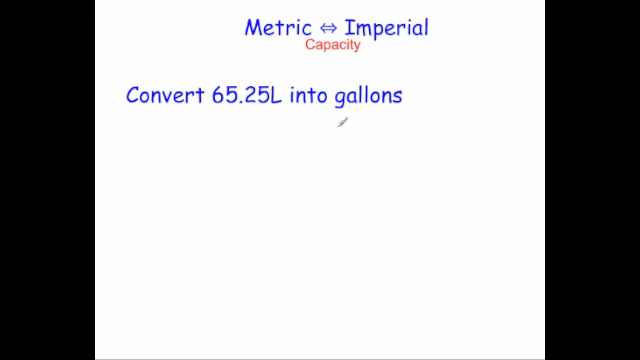 Metric ⇔ Imperial
Capacity
Convert 65.25L into gallons